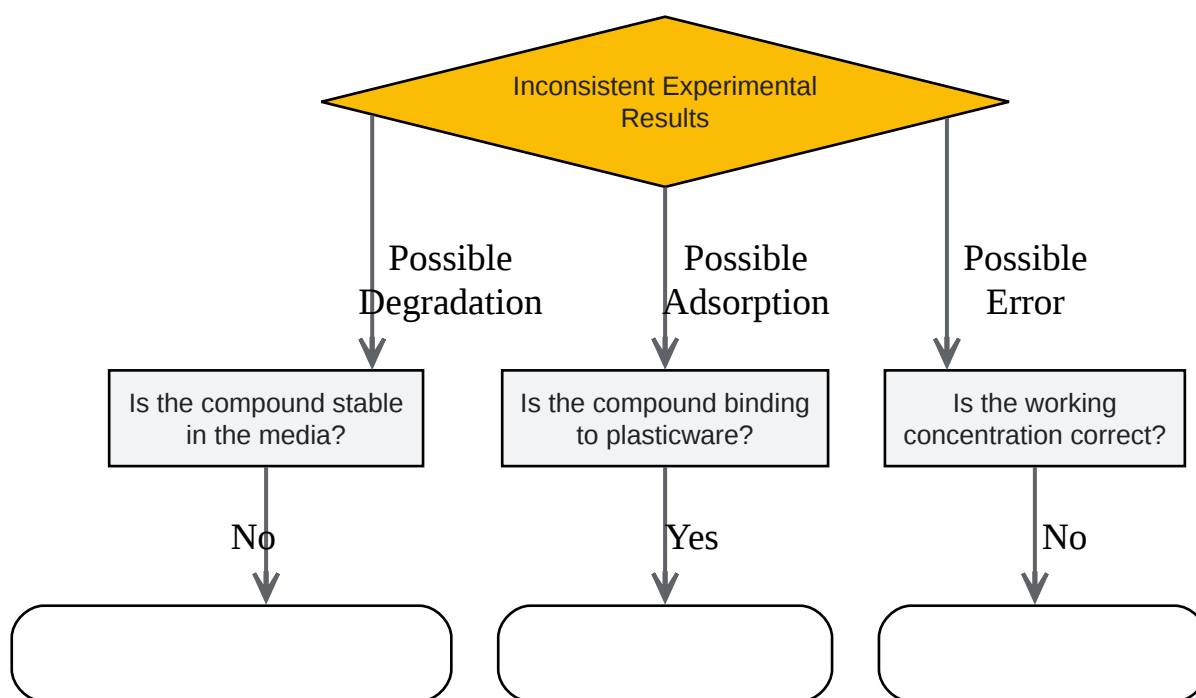 Inconsistent Experimental
Results
Possible
Degradation
Possible
Adsorption
Possible
Error
Is the compound stable
in the media?
Is the compound binding
to plasticware?
Is the working
concentration correct?
No
Yes
No